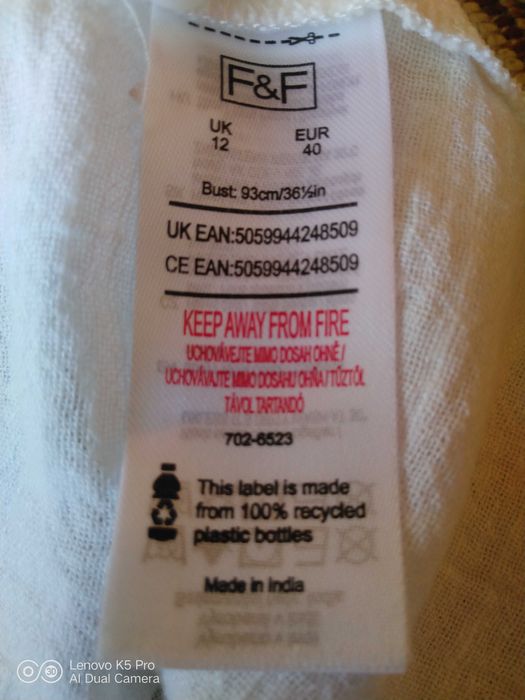 F&F
UK EUR
12 40
Bust: 93cm/36½in
UK EAN:5059944248509
CE EAN:5059944248509
KEEP AWAY FROM FIRE
UCHOVÁVEJTE MIMO DOSAH OHNĚ/
UCHOVÁVAJTE MIMO DOSAHU OHŇA/TŰZTŐL
TÁVOL TARTANDÓ
702-6523
This label is made
from 100% recycled
plastic bottles
Made in India
Lenovo K5 Pro
AI Dual Camera